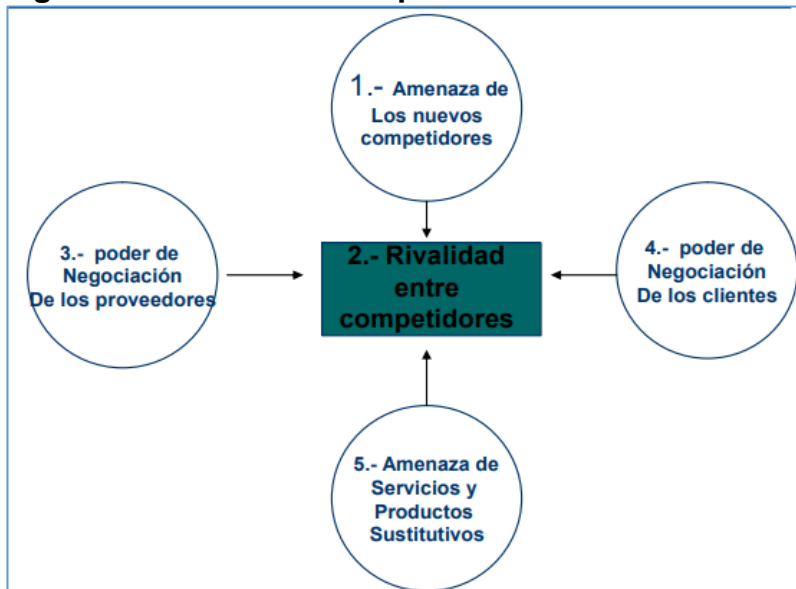 1.- Amenaza de
Los nuevos
competidores
3.- poder de
Negociación
De los proveedores
2.- Rivalidad
entre
competidores
4.- poder de
Negociación
De los clientes
5.- Amenaza de
Servicios y
Productos
Sustitutivos